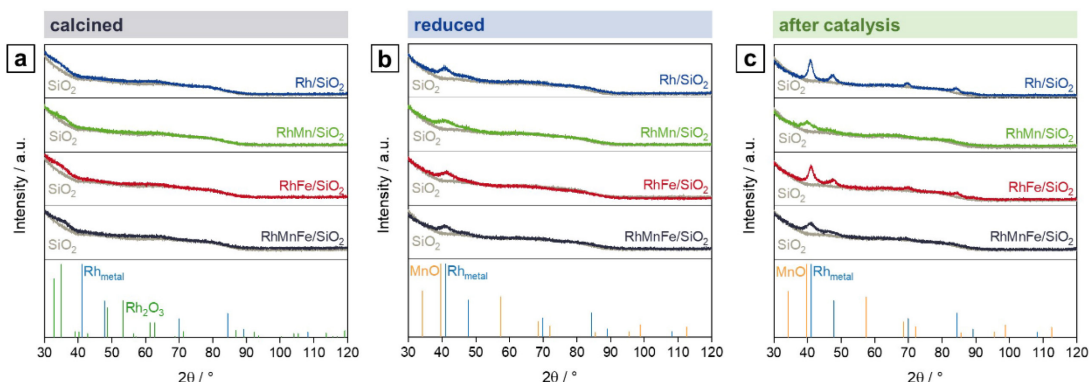 calcined
a
SiO₂
Rh/SiO₂
SiO₂
RhMn/SiO₂
SiO₂
RhFe/SiO₂
SiO₂
RhMnFe/SiO₂
Rh_metal
Rh₂O₃
Intensity / a.u.
30 40 50 60 70 80 90 100 110 120
2θ / °
reduced
b
SiO₂
Rh/SiO₂
SiO₂
RhMn/SiO₂
SiO₂
RhFe/SiO₂
SiO₂
RhMnFe/SiO₂
MnO Rh_metal
Intensity / a.u.
30 40 50 60 70 80 90 100 110 120
2θ / °
after catalysis
c
SiO₂
Rh/SiO₂
SiO₂
RhMn/SiO₂
SiO₂
RhFe/SiO₂
SiO₂
RhMnFe/SiO₂
MnO Rh_metal
Intensity / a.u.
30 40 50 60 70 80 90 100 110 120
2θ / °